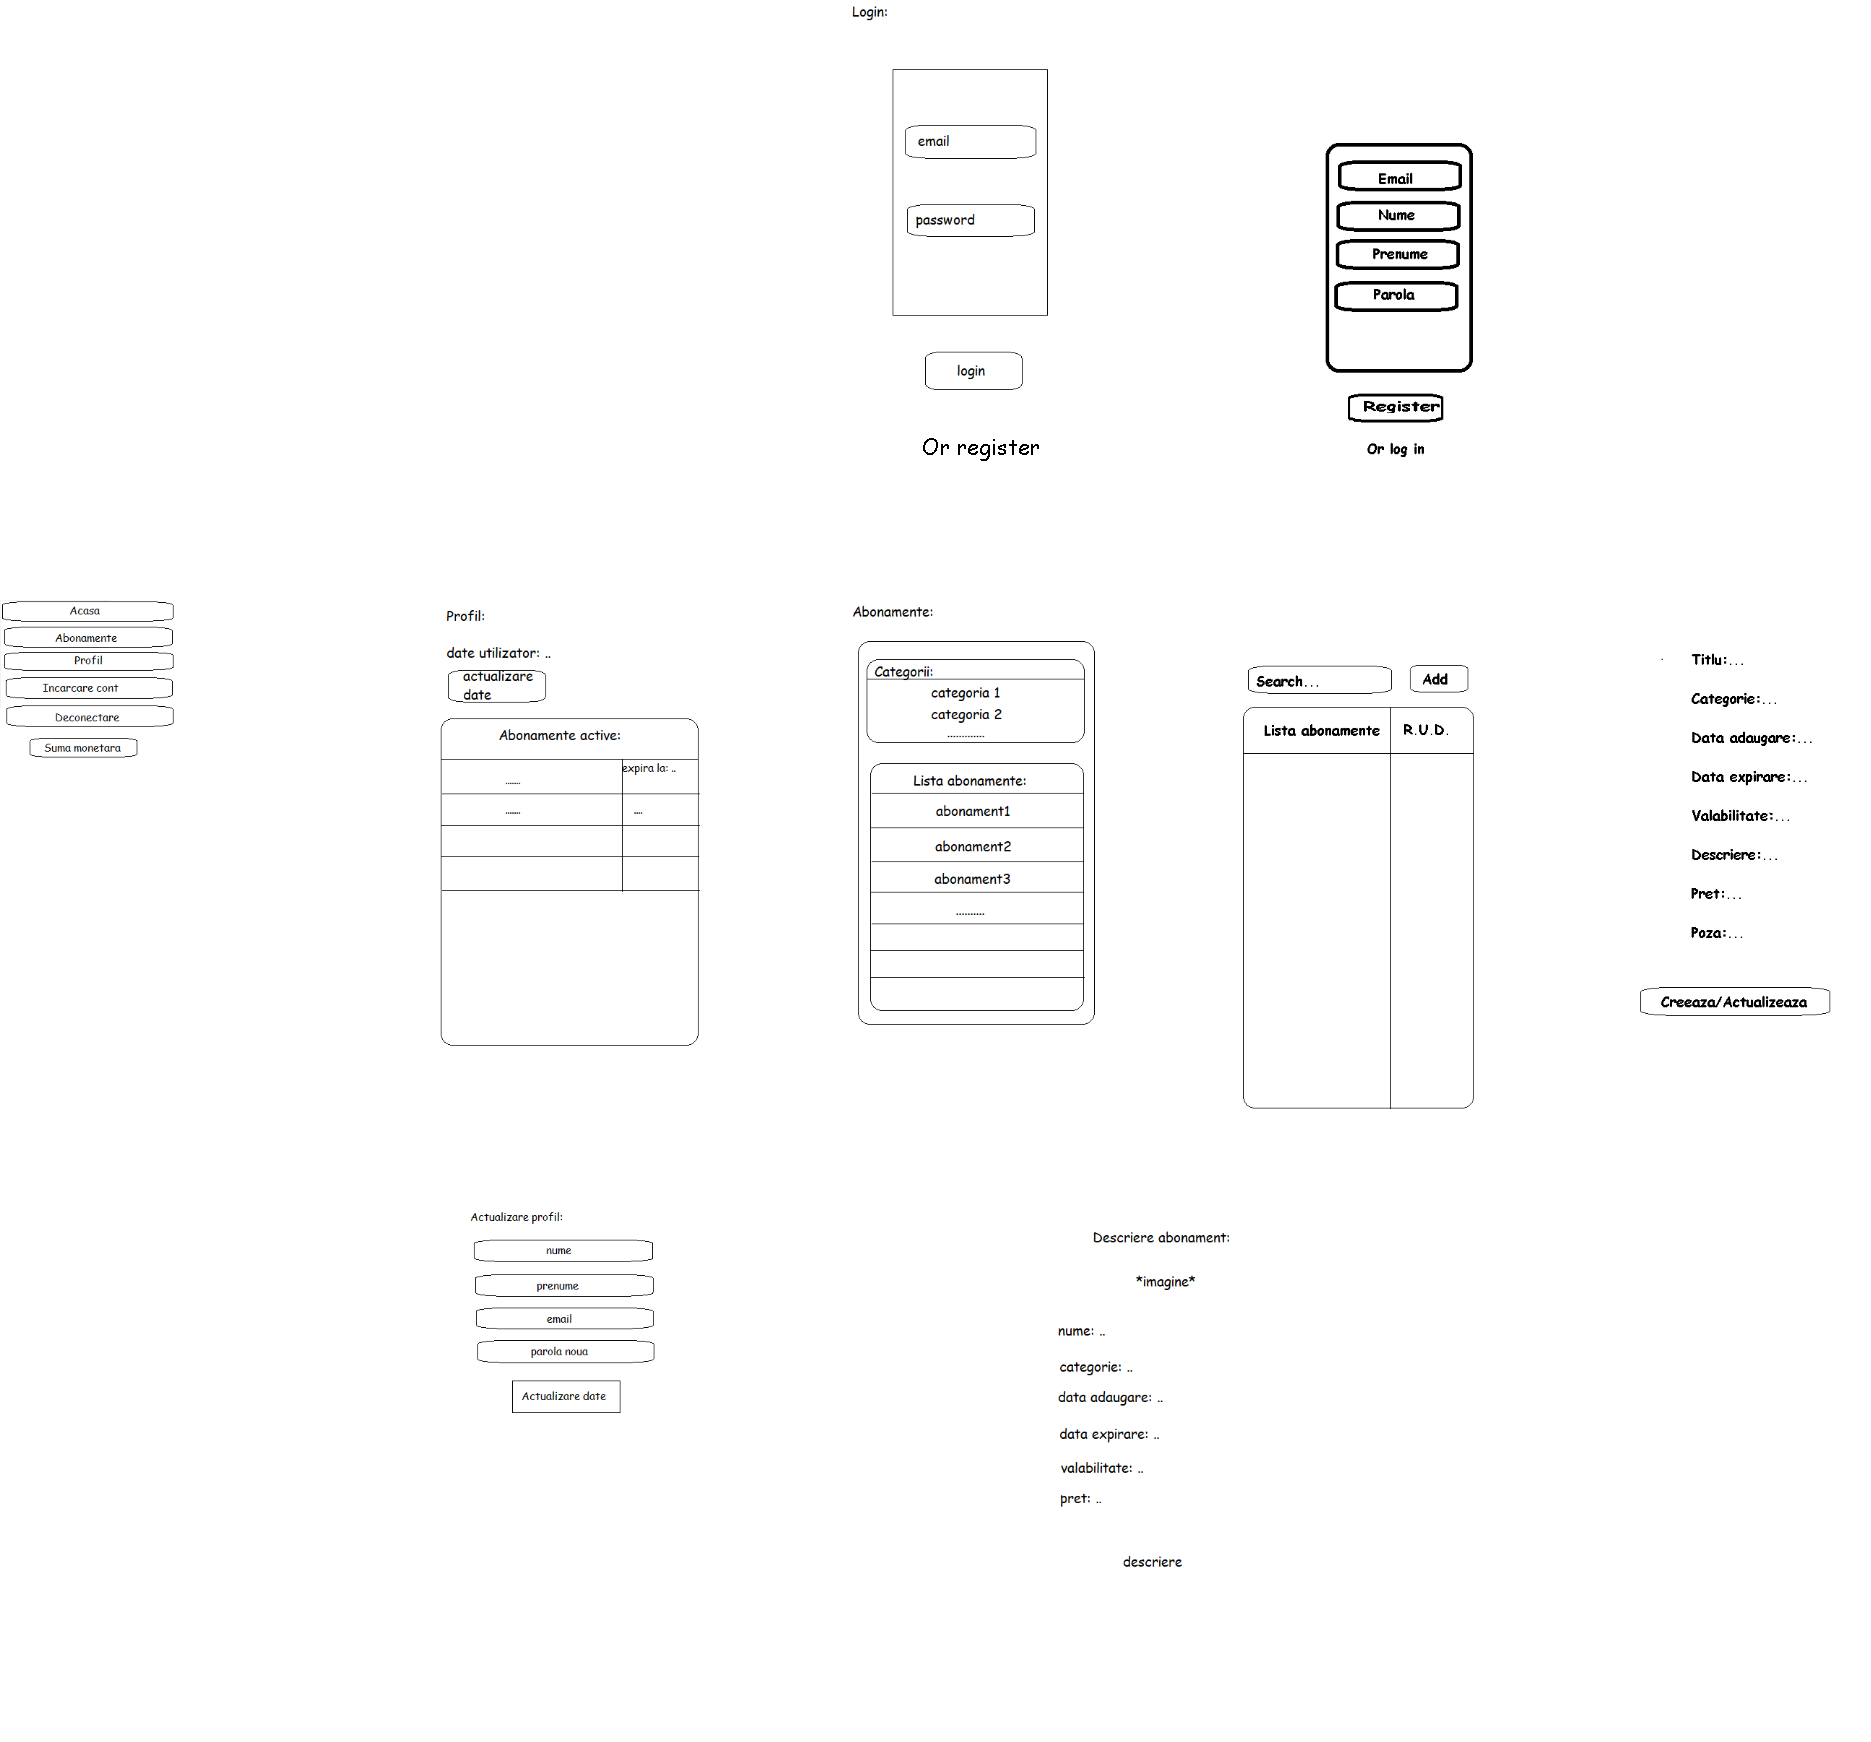 Login:
email
password
login
Or register
Email
Nume
Prenume
Parola
Register
Or log in
Acasa
Abonamente
Profil
Incarcare cont
Deconectare
Suma monetara
Profil:
date utilizator: ..
actualizare
date
Abonamente active:
expira la: ..
.......
.......
....
Abonamente:
Categorii:
categoria 1
categoria 2
.............
Lista abonamente:
abonament1
abonament2
abonament3
..........
Search...
Add
Lista abonamente
R.U.D.
Titlu:...
Categorie:...
Data adaugare:...
Data expirare:...
Valabilitate:...
Descriere:...
Pret:...
Poza:...
Creeaza/Actualizeaza
Actualizare profil:
nume
prenume
email
parola noua
Actualizare date
Descriere abonament:
*imagine*
nume: ..
categorie: ..
data adaugare: ..
data expirare: ..
valabilitate: ..
pret: ..
descriere